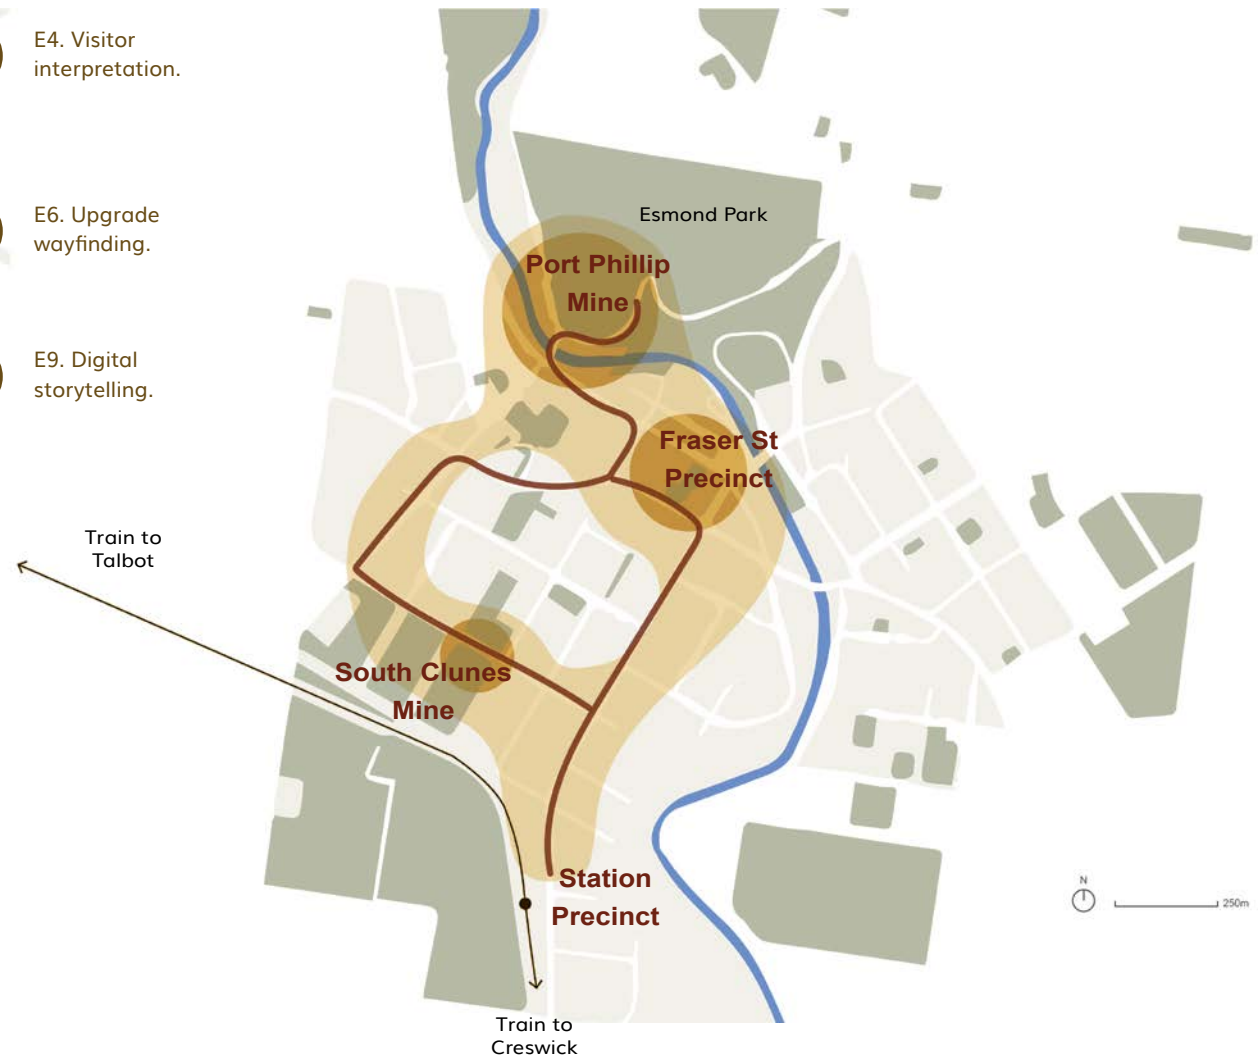 E4. Visitor
interpretation.
E6. Upgrade
wayfinding.
E9. Digital
storytelling.
Esmond Park
Port Phillip
Mine
Fraser St
Precinct
Train to
Talbot
South Clunes
Mine
Station
Precinct
N
250m
Train to
Creswick